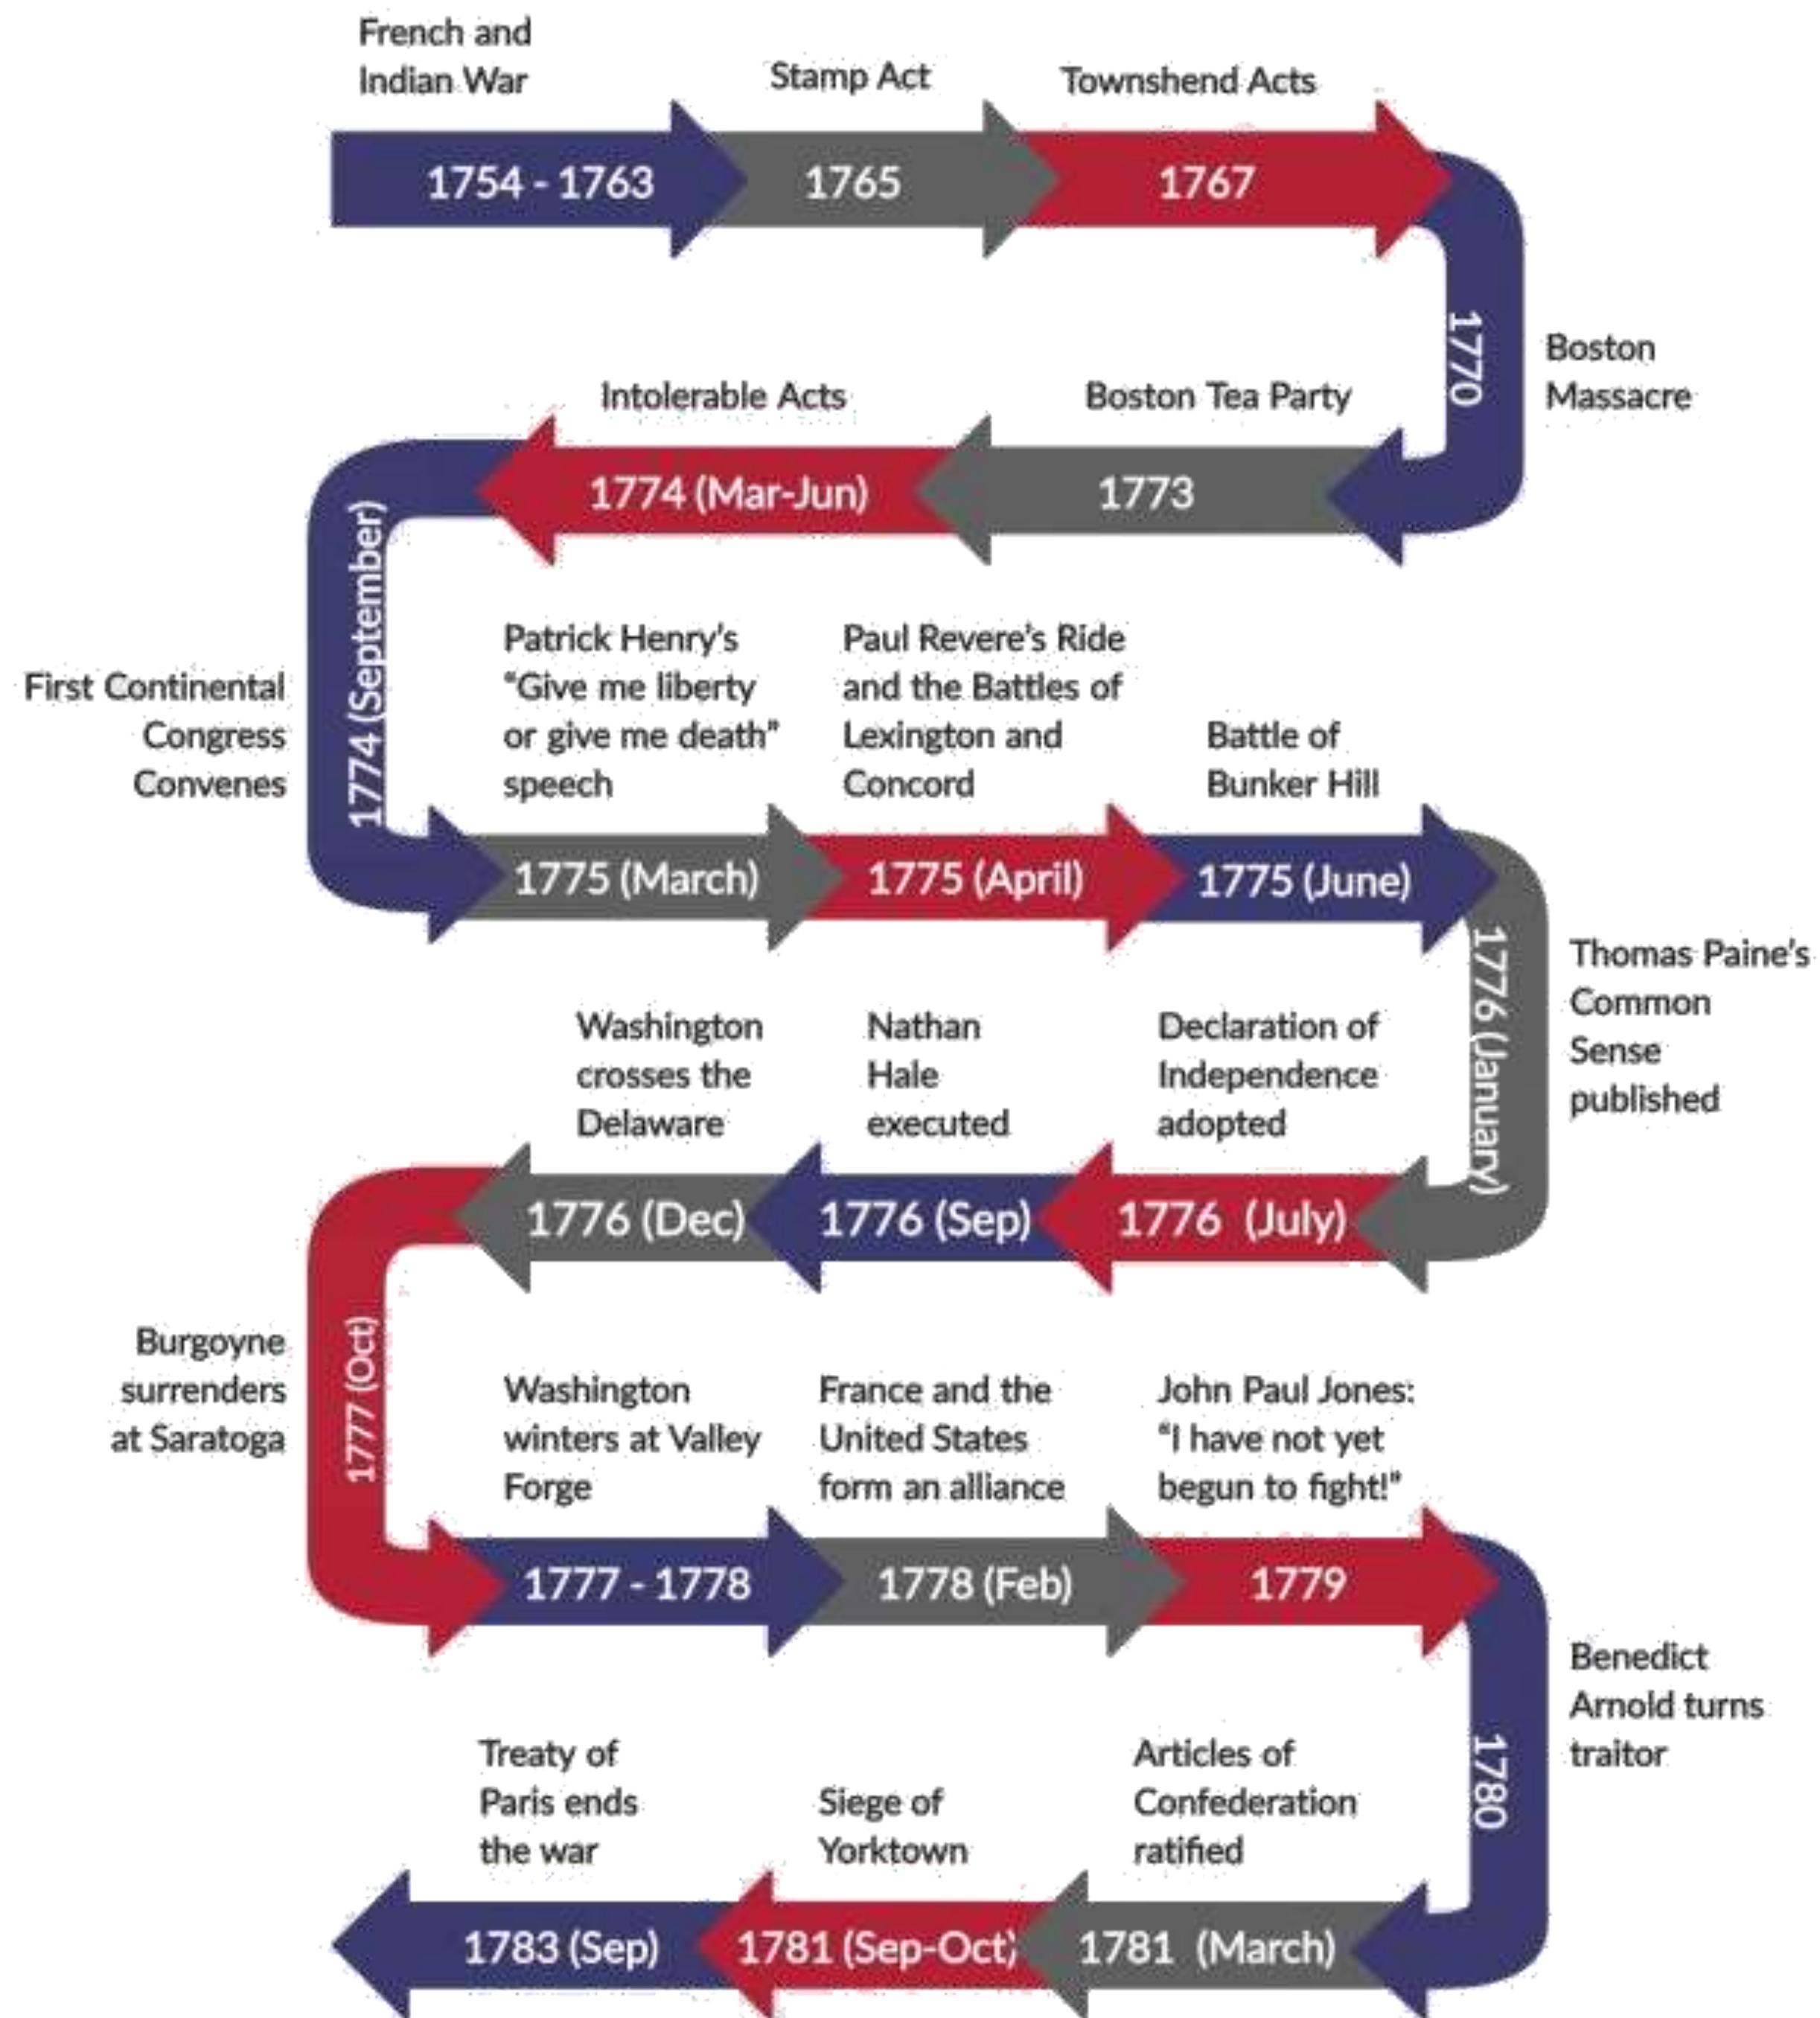 French and
Indian War
Stamp Act
Townshend Acts
1754 - 1763
1765
1767
1770
Boston
Massacre
Boston Tea Party
1773
Intolerable Acts
1774 (Mar-Jun)
1774 (September)
First Continental
Congress
Convenes
Patrick Henry's
“Give me liberty
or give me death”
speech
1775 (March)
Paul Revere's Ride
and the Battles of
Lexington and
Concord
1775 (April)
Battle of
Bunker Hill
1775 (June)
1776 (January)
Thomas Paine's
Common
Sense
published
Declaration of
Independence
adopted
1776 (July)
Nathan
Hale
executed
1776 (Sep)
Washington
crosses the
Delaware
1776 (Dec)
1777 (Oct)
Burgoyne
surrenders
at Saratoga
Washington
winters at Valley
Forge
1777 - 1778
France and the
United States
form an alliance
1778 (Feb)
John Paul Jones:
“I have not yet
begun to fight!”
1779
1780
Benedict
Arnold turns
traitor
Articles of
Confederation
ratified
1781 (March)
Siege of
Yorktown
1781 (Sep-Oct)
Treaty of
Paris ends
the war
1783 (Sep)